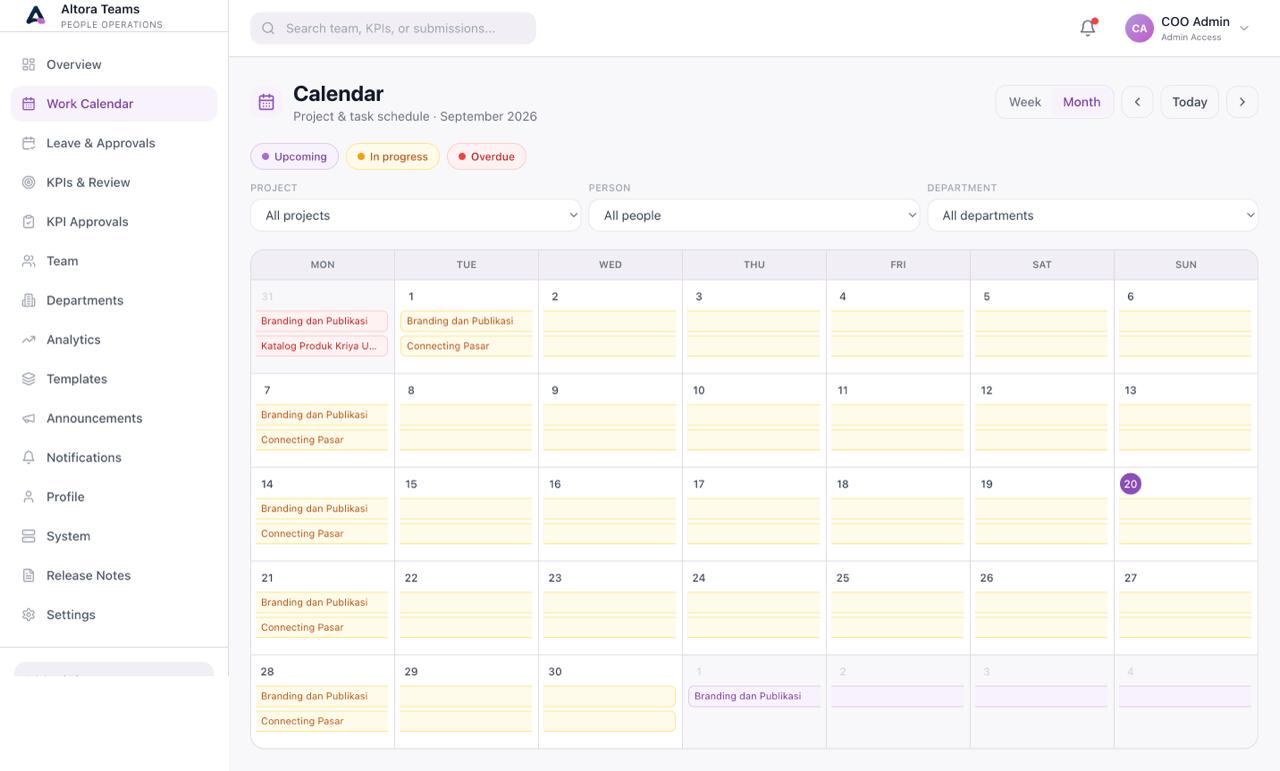 Altora Teams
PEOPLE OPERATIONS
Overview
Work Calendar
Leave & Approvals
KPIs & Review
KPI Approvals
Team
Departments
Analytics
Templates
Announcements
Notifications
Profile
System
Release Notes
Settings
Search team, KPIs, or submissions...
CA
COO Admin
Admin Access
Calendar
Project & task schedule · September 2026
Week Month Today
Upcoming In progress Overdue
PROJECT PERSON DEPARTMENT
All projects All people All departments
MON TUE WED THU FRI SAT SUN
31 1 2 3 4 5 6
Branding dan Publikasi Branding dan Publikasi
Katalog Produk Kriya U... Connecting Pasar
7 8 9 10 11 12 13
Branding dan Publikasi
Connecting Pasar
14 15 16 17 18 19 20
Branding dan Publikasi
Connecting Pasar
21 22 23 24 25 26 27
Branding dan Publikasi
Connecting Pasar
28 29 30 1 2 3 4
Branding dan Publikasi Branding dan Publikasi
Connecting Pasar